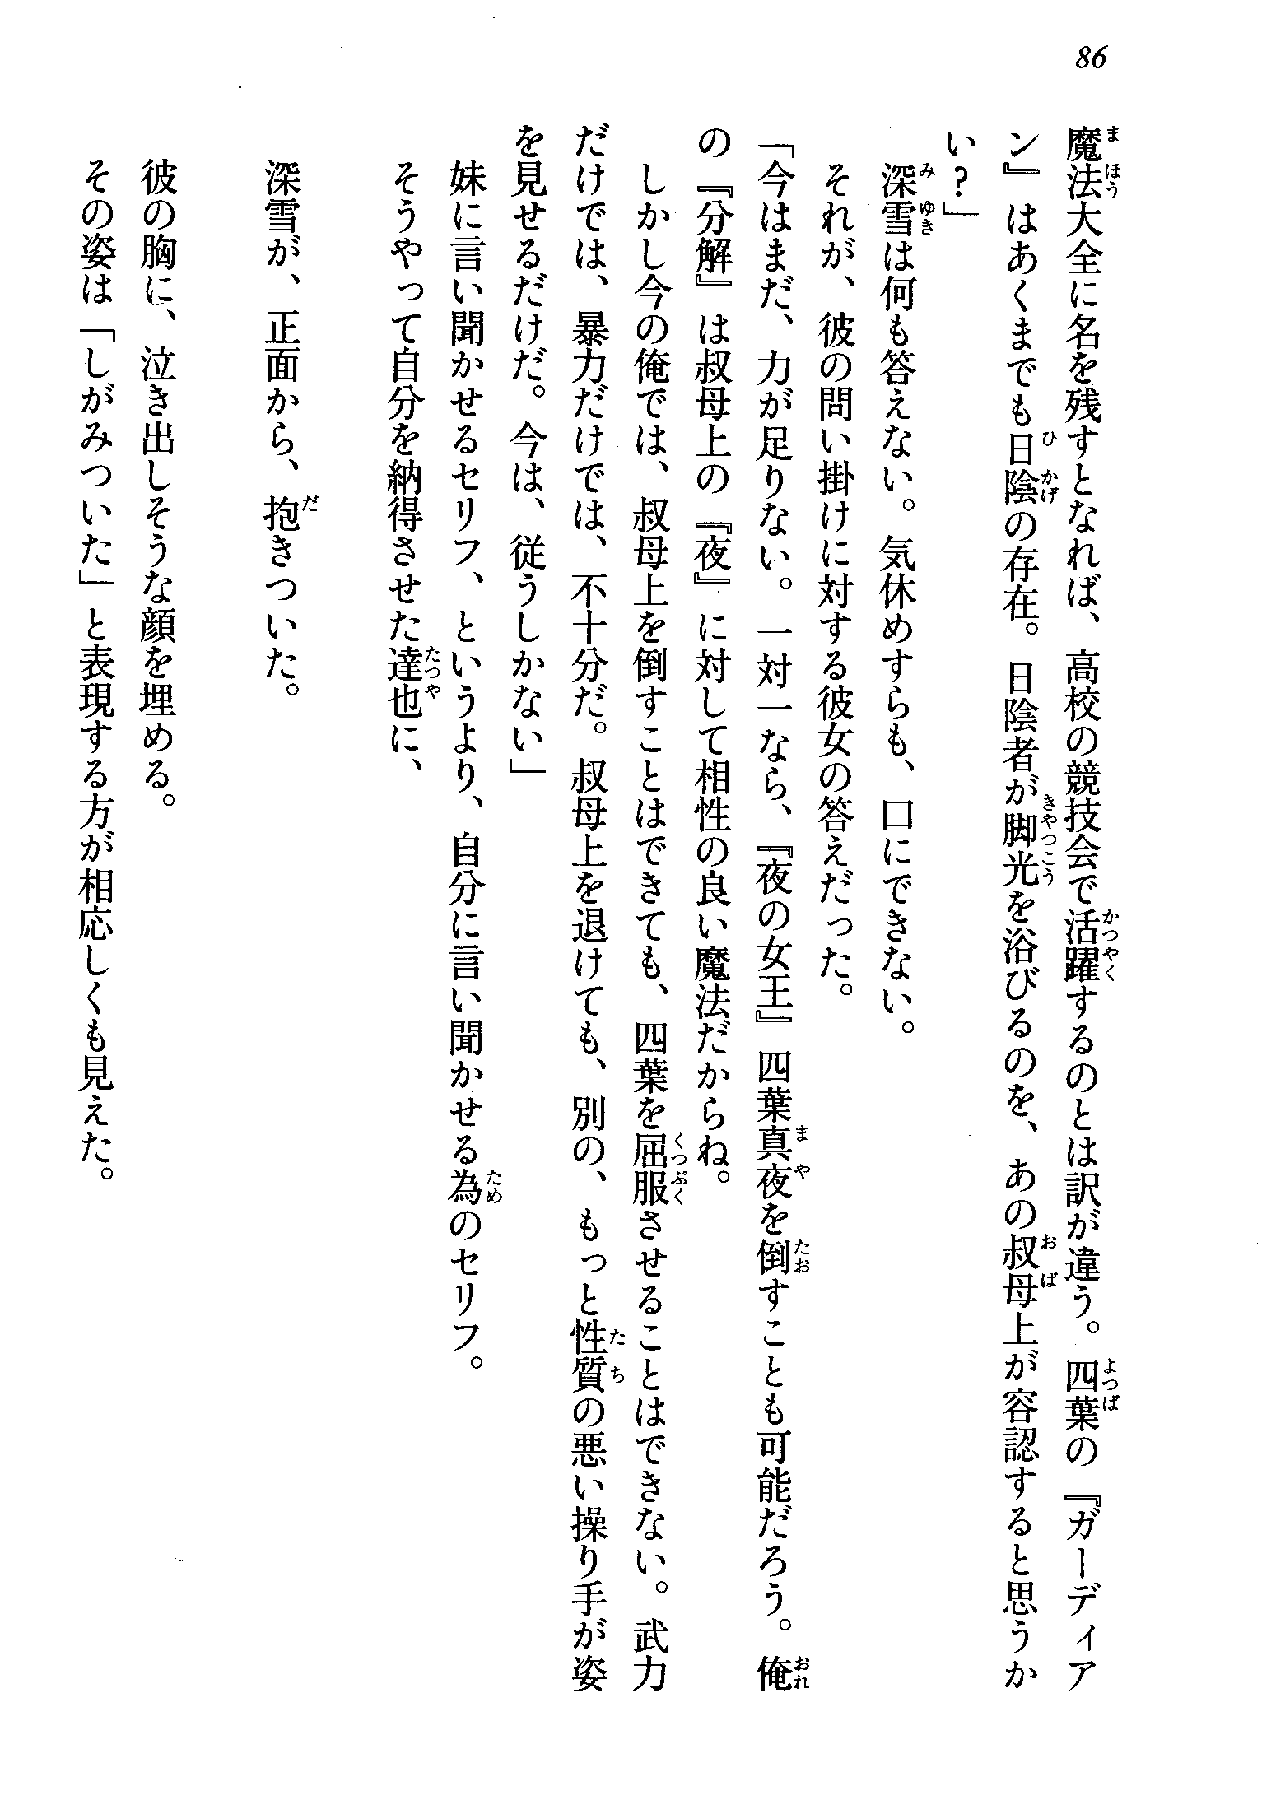 86
魔法大全に名を残すとなれば、高校の競技会で活躍するのとは訳が違う。四葉の『ガーディア
ン』はあくまでも日陰の存在。日陰者が脚光を浴びるのを、あの叔母上が容認すると思うか
い?」
深雪は何も答えない。気休めすらも、口にできない。
それが、彼の問い掛けに対する彼女の答えだった。
「今はまだ、力が足りない。一対一なら、『夜の女王』四葉真夜を倒すことも可能だろう。俺
の『分解』は叔母上の『夜』に対して相性の良い魔法だからね。
しかし今の俺では、叔母上を倒すことはできても、四葉を屈服させることはできない。武力
だけでは、暴力だけでは、不十分だ。叔母上を退けても、別の、もっと性質の悪い操り手が姿
を見せるだけだ。今は、従うしかない」
妹に言い聞かせるセリフ、というより、自分に言い聞かせる為のセリフ。
そうやって自分を納得させた達也に、
深雪が、正面から、抱きついた。
彼の胸に、泣き出しそうな顔を埋める。
その姿は「しがみついた」と表現する方が相応しくも見えた。